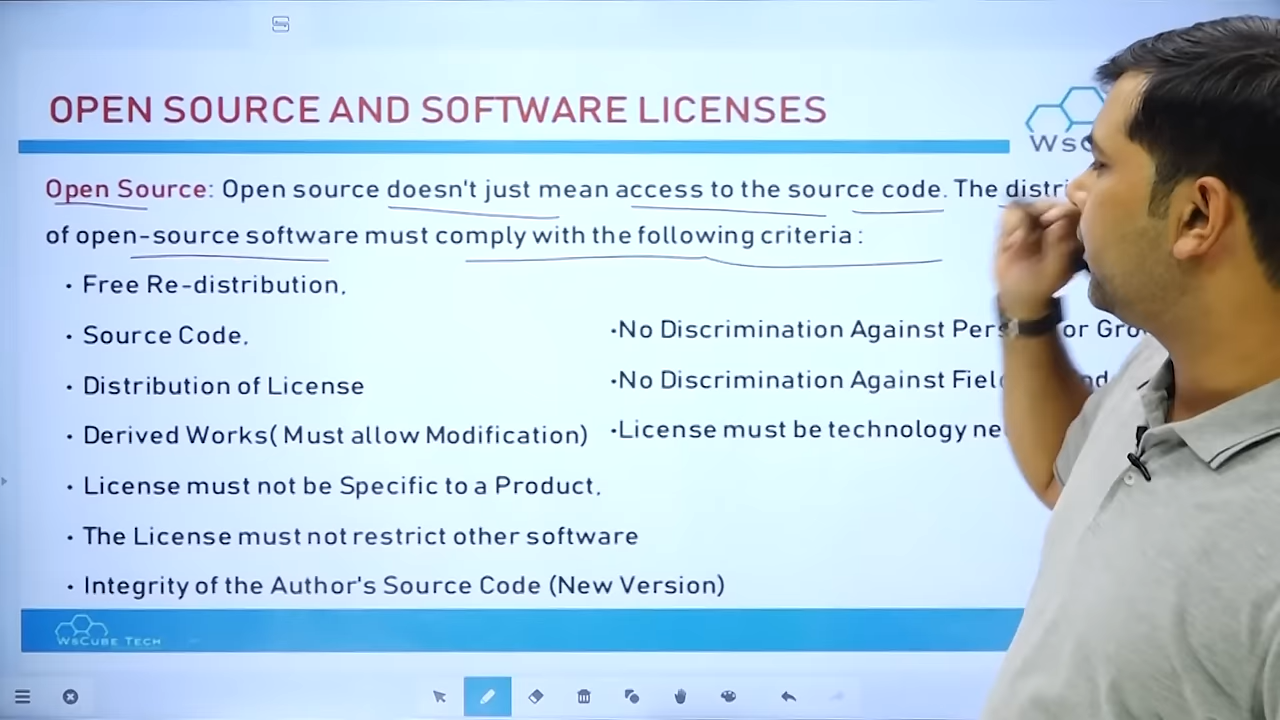 OPEN SOURCE AND SOFTWARE LICENSES
Open Source: Open source doesn't just mean access to the source code. The
of open-source software must comply with the following criteria :
• Free Re-distribution,
• Source Code,
• Distribution of License
• Derived Works( Must allow Modification)
• License must not be Specific to a Product,
• The License must not restrict other software
• Integrity of the Author's Source Code (New Version)
•No Discrimination Against or
•No Discrimination Against
•License must be technology
WsCube Tech